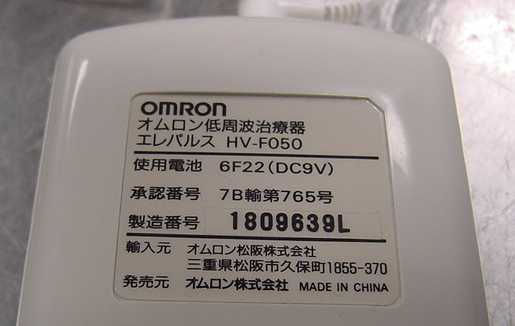 OMRON
オムロン低周波治療器
エレパルス HV-F050
使用電池 6F22(DC9V)
承認番号 7B輸第765号
製造番号 1809639L
輸入元 オムロン松阪株式会社
三重県松阪市久保町1855-370
発売元 オムロン株式会社 MADE IN CHINA